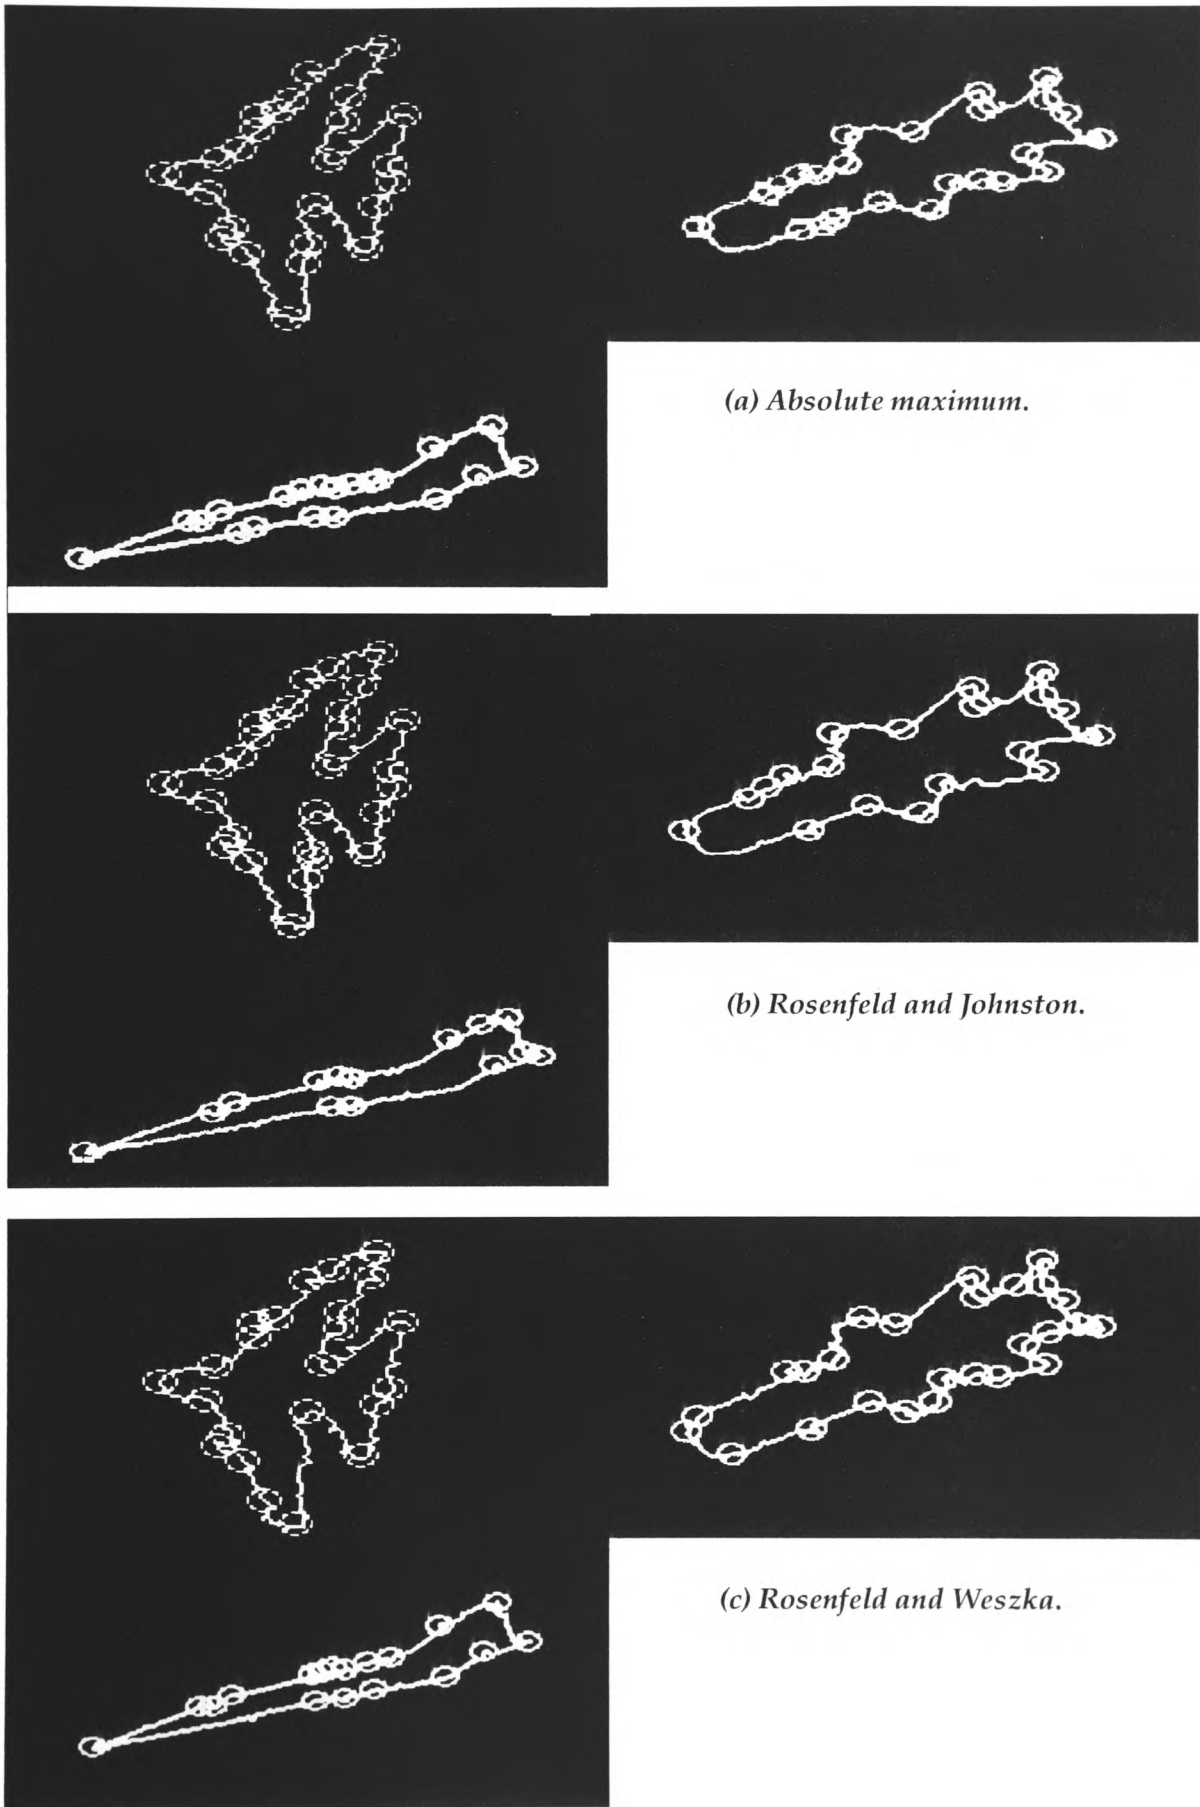 (a) Absolute maximum.
(b) Rosenfeld and Johnston.
(c) Rosenfeld and Weszka.